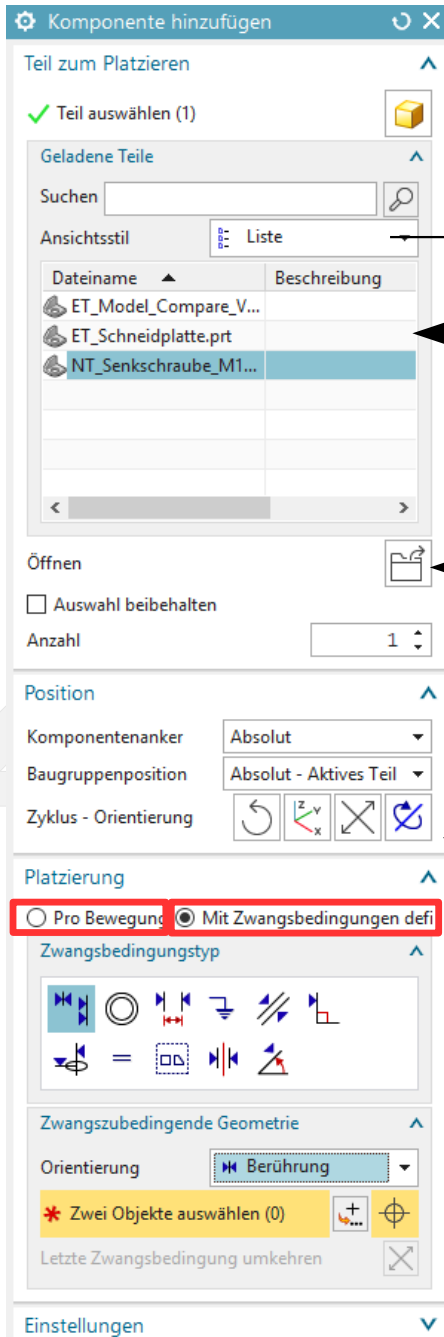 Komponente hinzufügen
Teil zum Platzieren
Teil auswählen (1)
Geladene Teile
Suchen
Ansichtsstil Liste
Dateiname Beschreibung
ET_Model_Compare_V...
ET_Schneidplatte.prt
NT_Senkschraube_M1...
Öffnen
Auswahl beibehalten
Anzahl 1
Position
Komponentenanker Absolut
Baugruppenposition Absolut - Aktives Teil
Zyklus - Orientierung
Platzierung
Pro Bewegung Mit Zwangsbedingungen defi
Zwangsbedingungstyp
Zwangszubedingende Geometrie
Orientierung Berührung
* Zwei Objekte auswählen (0)
Letzte Zwangsbedingung umkehren
Einstellungen